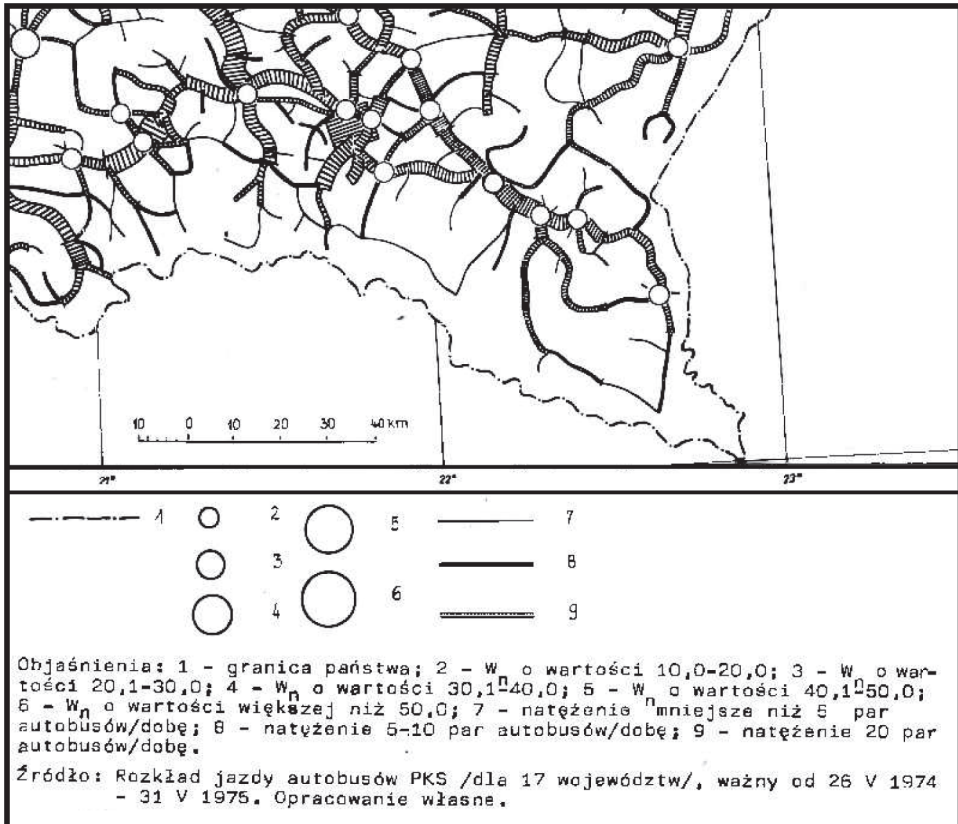 10 0 10 20 30 40 km
21° 22° 23°
1 2 5 7
3 8
4 6 9
Objaśnienia: 1 - granica państwa; 2 - Wn o wartości 10,0-20,0; 3 - Wn o war-
tości 20,1-30,0; 4 - Wn o wartości 30,1-40,0; 5 - Wn o wartości 40,1-50,0;
6 - Wn o wartości większej niż 50,0; 7 - natężenie mniejsze niż 5 par
autobusów/dobę; 8 - natężenie 5-10 par autobusów/dobę; 9 - natężenie 20 par
autobusów/dobę.
Źródło: Rozkład jazdy autobusów PKS /dla 17 województw/, ważny od 26 V 1974
- 31 V 1975. Opracowanie własne.